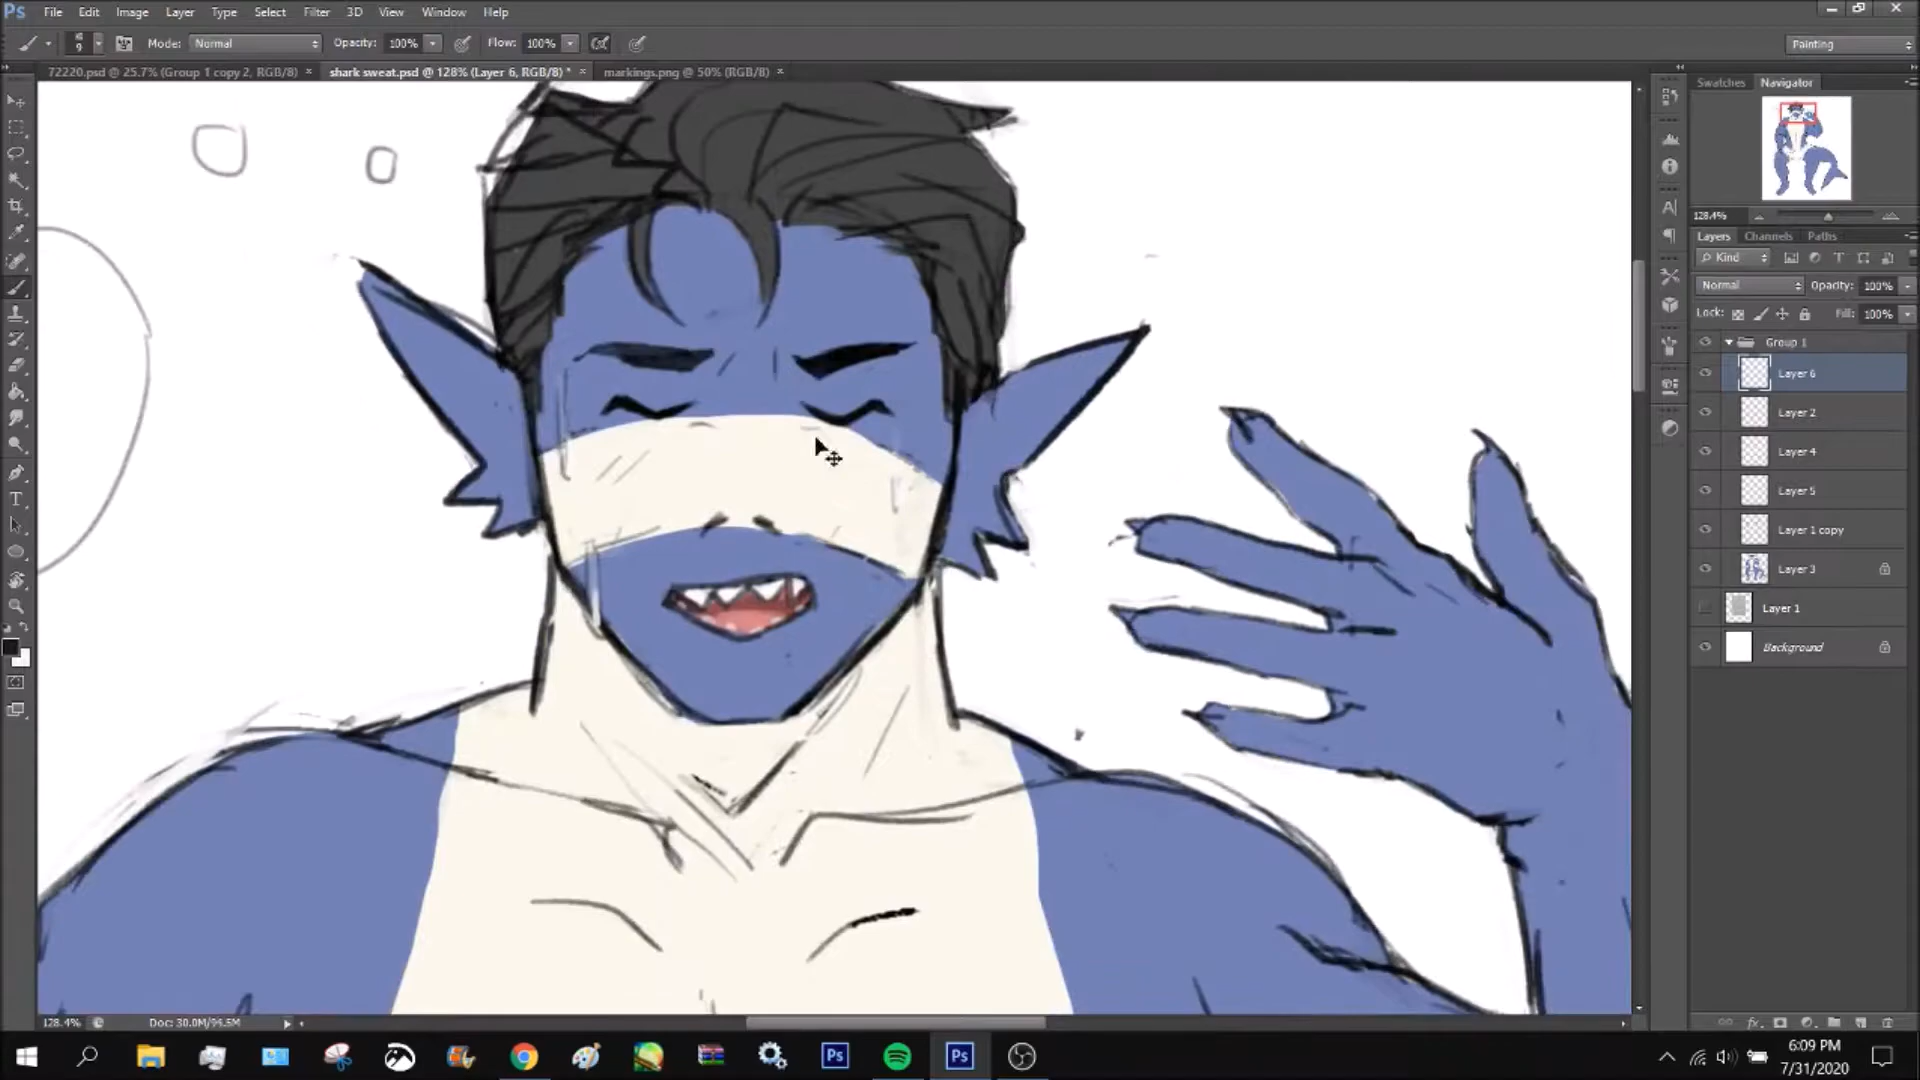 Ps File Edit Image Layer Type Select Filter 3D View Window Help
9 Mode: Normal Opacity: 100% Flow: 100% Painting
72220.psd @ 25.7% (Group 1 copy 2, RGB/8) × shark sweat.psd @ 128% (Layer 6, RGB/8) * × markings.png @ 50% (RGB/8) ×
Swatches Navigator
128.4%
Layers Channels Paths
Kind
Normal Opacity: 100%
Lock: Fill: 100%
Group 1
Layer 6
Layer 2
Layer 4
Layer 5
Layer 1 copy
Layer 3
Layer 1
Background
128.4% Doc: 30.0M/95.5M
6:09 PM
7/31/2020